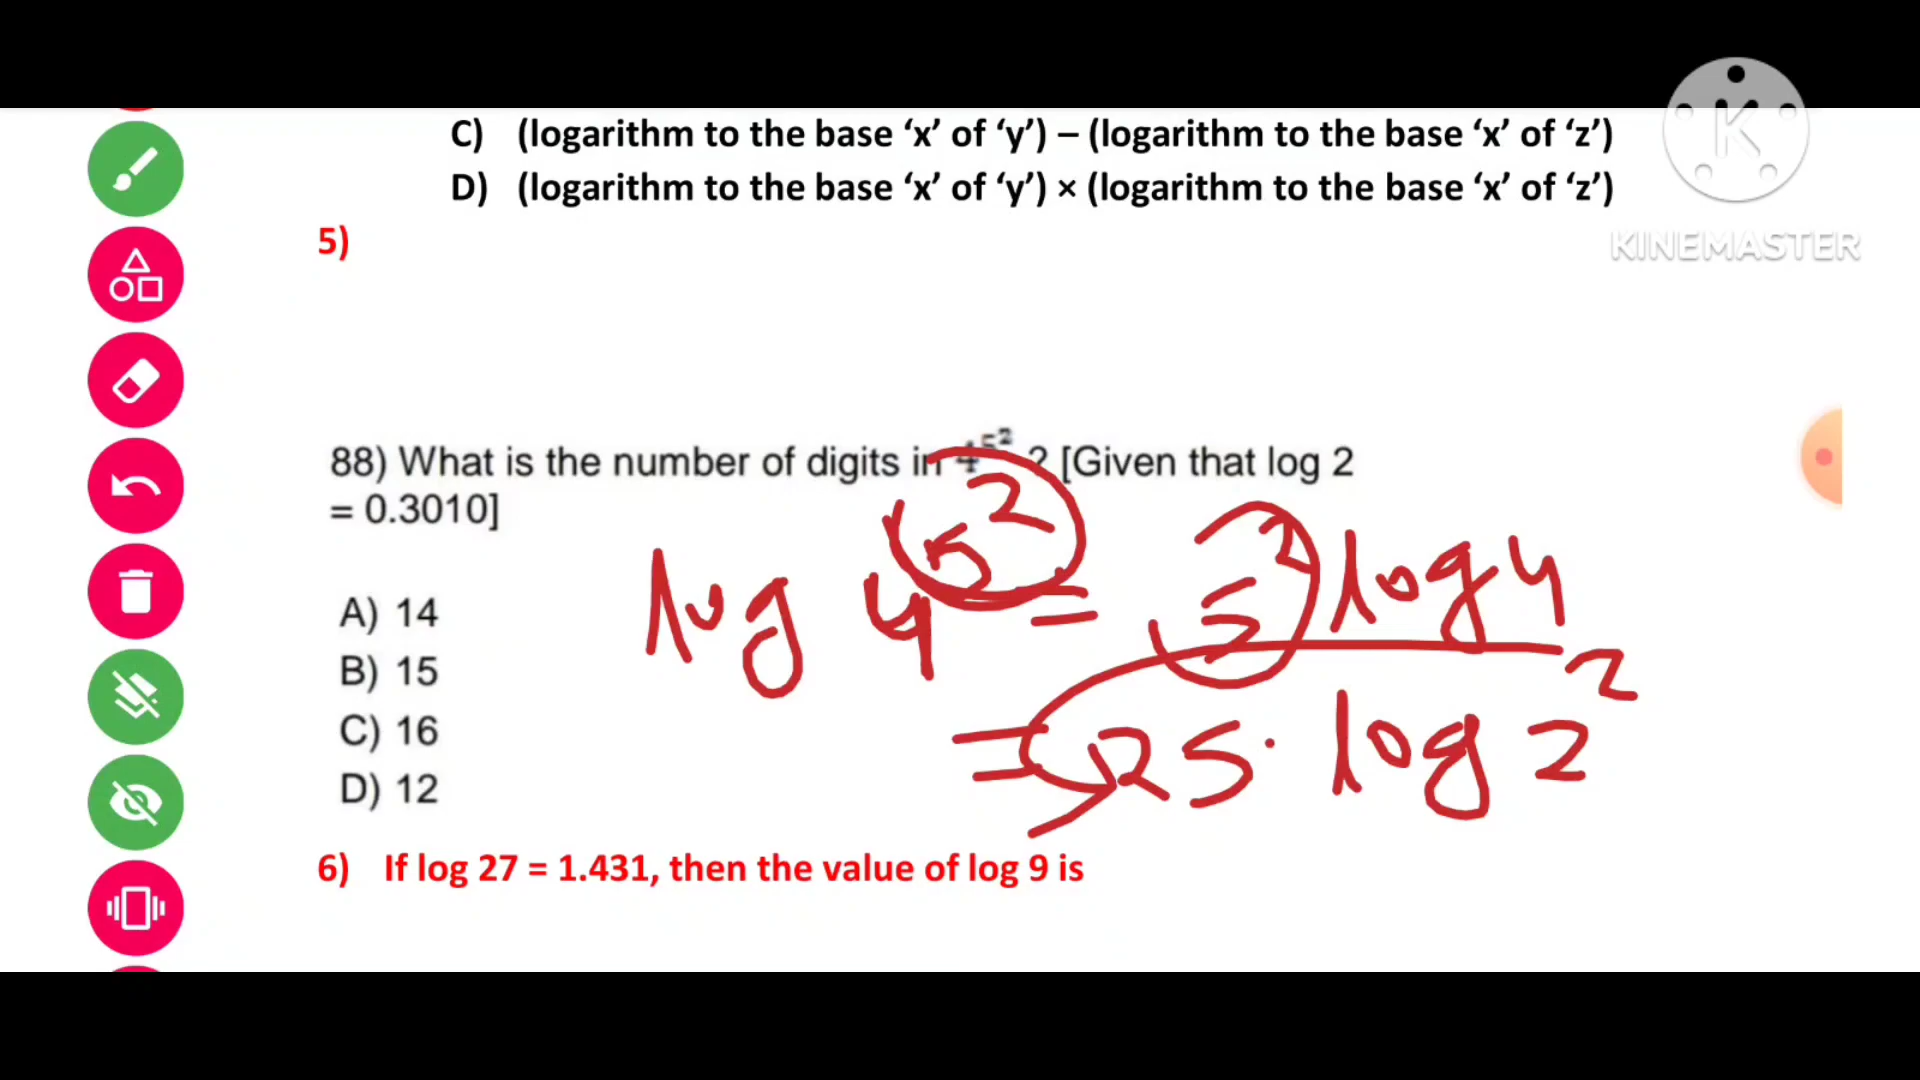 C) (logarithm to the base ‘x’ of ‘y’) – (logarithm to the base ‘x’ of ‘z’)
D) (logarithm to the base ‘x’ of ‘y’) × (logarithm to the base ‘x’ of ‘z’)
KINEMASTER
5)
88) What is the number of digits in 4^5^2 ? [Given that log 2
= 0.3010]
log 4^5^2 = 5^2 log 4
= 25 · log 2^2
A) 14
B) 15
C) 16
D) 12
6) If log 27 = 1.431, then the value of log 9 is